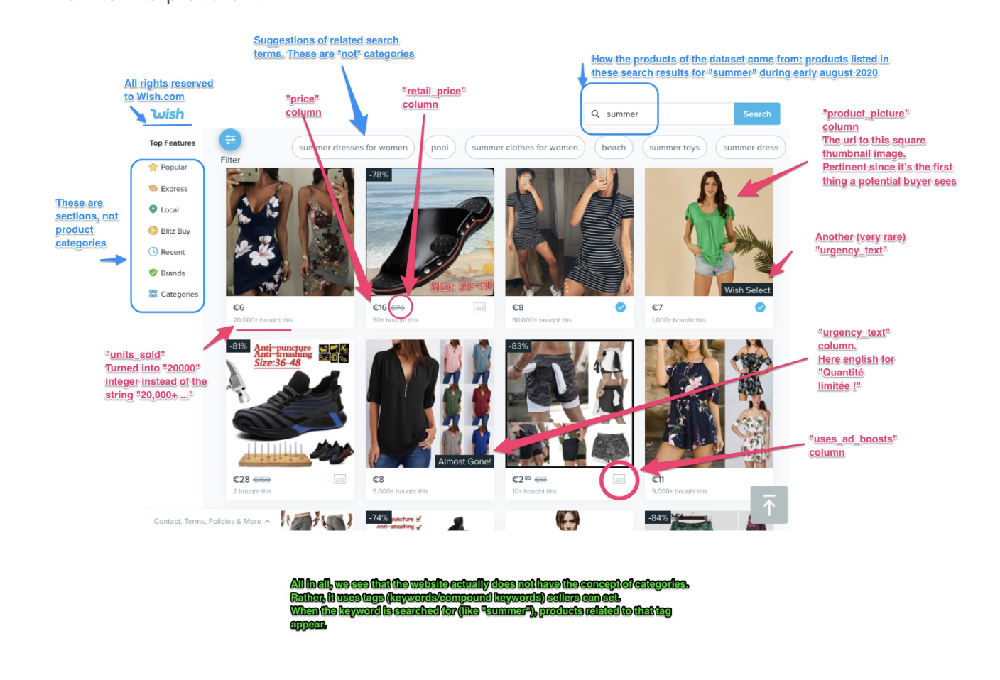 Suggestions of related search
terms. These are *not* categories
How the products of the dataset come from: products listed in
these search results for "summer" during early august 2020
All rights reserved
to Wish.com
"price"
column
"retail_price"
column
wish
summer
Search
"product_picture"
column
The url to this square
thumbnail image.
Pertinent since it's the first
thing a potential buyer sees
Top Features
Filter
summer dresses for women
pool
summer clothes for women
beach
summer toys
summer dress
Popular
Express
Local
Blitz Buy
Recent
Brands
Categories
These are
sections, not
product
categories
-78%
Size 38~48
Wish Select
Another (very rare)
"urgency_text"
€6
20,000+ bought this
€16 €76
ad
50+ bought this
€8
50,000+ bought this
€7
1,000+ bought this
"units_sold"
Turned into "20000"
integer instead of the
string "20,000+ ..."
"urgency_text"
column.
Here english for
"Quantité
limitée !"
-81%
Anti-puncture
Anti-smashing
Size:36-48
Almost Gone!
-83%
"uses_ad_boosts"
column
€28 €150
ad
2 bought this
€8
5,000+ bought this
€2 89 €17
ad
10+ bought this
€11
5,000+ bought this
Contact, Terms, Policies & More
-74%
puncture
Anti-smashing
-84%
All in all, we see that the website actually does not have the concept of categories.
Rather, it uses tags (keywords/compound keywords) sellers can set.
When the keyword is searched for (like "summer"), products related to that tag
appear.